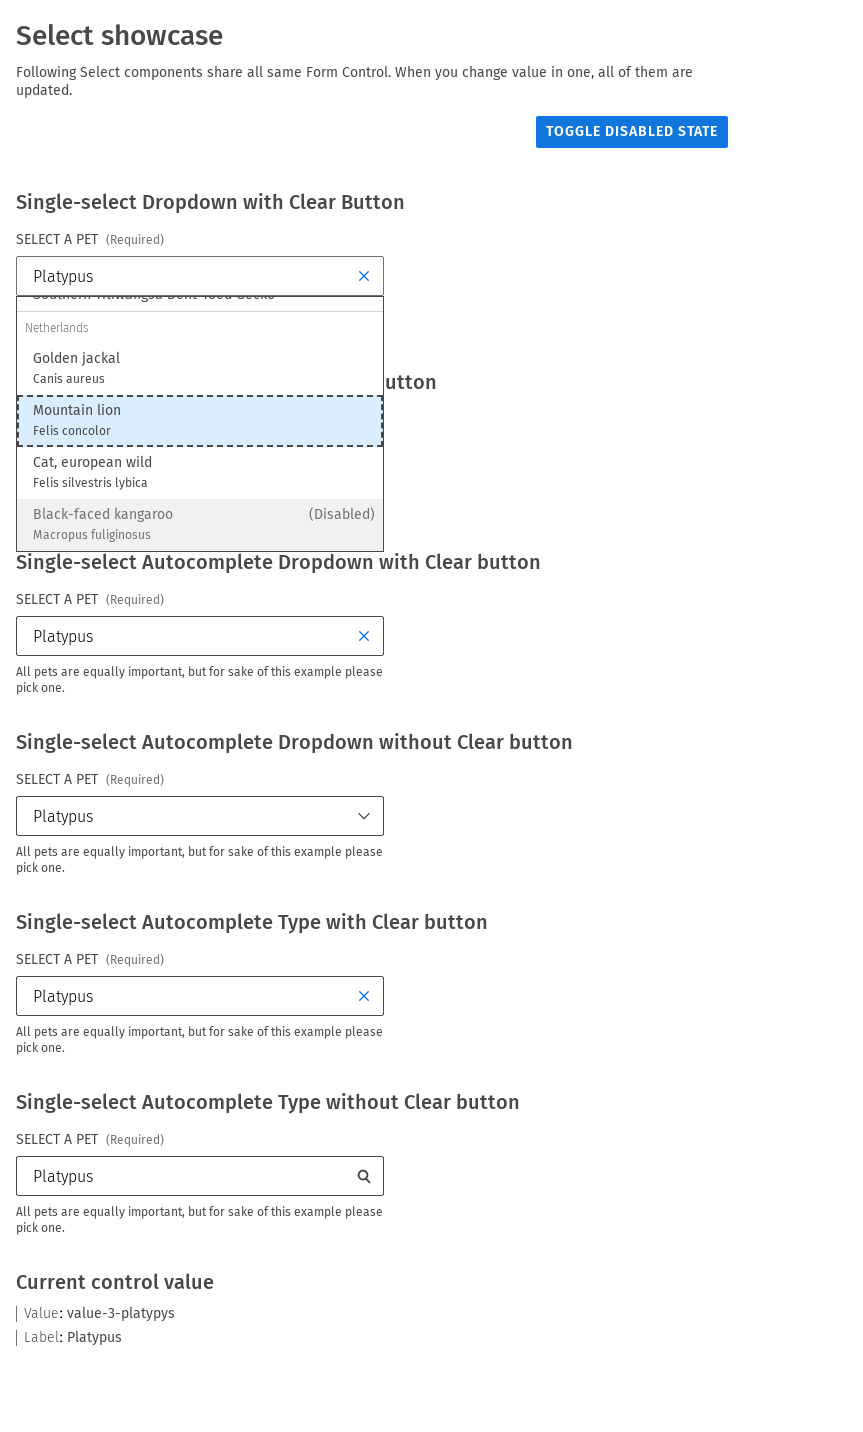 Select showcase
Following Select components share all same Form Control. When you change value in one, all of them are
updated.
TOGGLE DISABLED STATE
Single-select Dropdown with Clear Button
SELECT A PET (Required)
Platypus
Netherlands
Golden jackal
Canis aureus
utton
Mountain lion
Felis concolor
Cat, european wild
Felis silvestris lybica
Black-faced kangaroo (Disabled)
Macropus fuliginosus
Single-select Autocomplete Dropdown with Clear button
SELECT A PET (Required)
Platypus
All pets are equally important, but for sake of this example please
pick one.
Single-select Autocomplete Dropdown without Clear button
SELECT A PET (Required)
Platypus
All pets are equally important, but for sake of this example please
pick one.
Single-select Autocomplete Type with Clear button
SELECT A PET (Required)
Platypus
All pets are equally important, but for sake of this example please
pick one.
Single-select Autocomplete Type without Clear button
SELECT A PET (Required)
Platypus
All pets are equally important, but for sake of this example please
pick one.
Current control value
Value: value-3-platypys
Label: Platypus